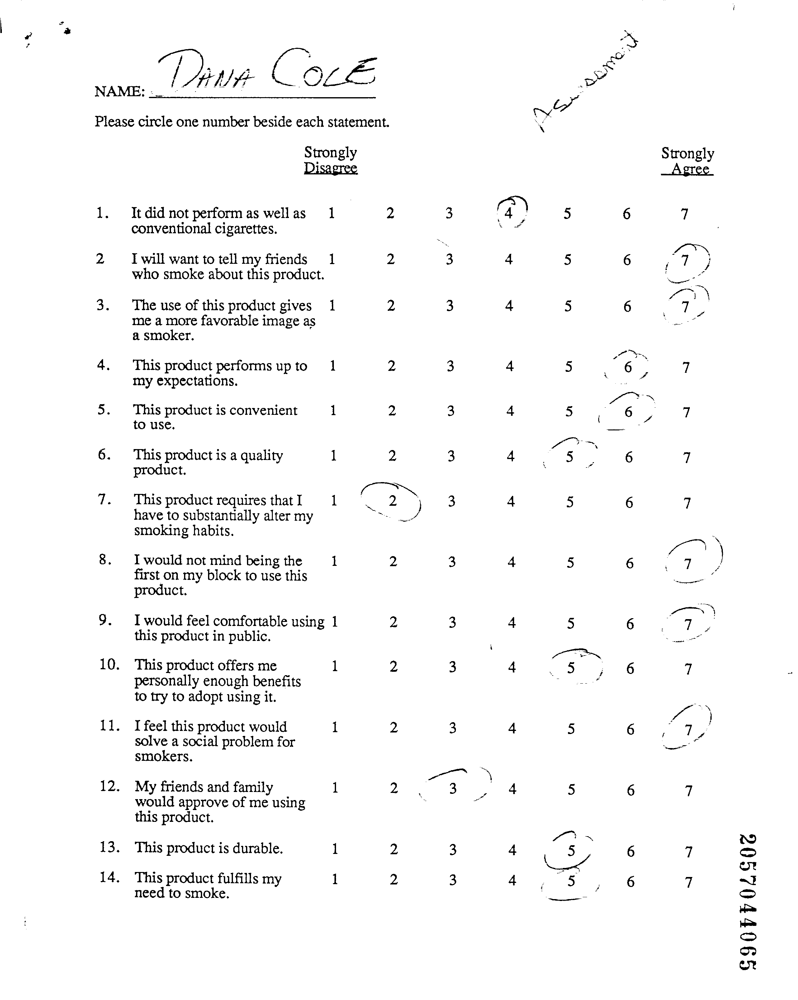 DANA COLE
Assessment
NAME:
Please circle one number beside each statement.
Strongly Disagree Strongly Agree
1. It did not perform as well as 1 2 3 4 5 6 7
conventional cigarettes.
2 I will want to tell my friends 1 2 3 4 5 6 7
who smoke about this product.
3. The use of this product gives 1 2 3 4 5 6 7
me a more favorable image as
a smoker.
4. This product performs up to 1 2 3 4 5 6 7
my expectations.
5. This product is convenient 1 2 3 4 5 6 7
to use.
6. This product is a quality 1 2 3 4 5 6 7
product.
7. This product requires that I 1 2 3 4 5 6 7
have to substantially alter my
smoking habits.
8. I would not mind being the 1 2 3 4 5 6 7
first on my block to use this
product.
9. I would feel comfortable using 1 2 3 4 5 6 7
this product in public.
10. This product offers me 1 2 3 4 5 6 7
personally enough benefits
to try to adopt using it.
11. I feel this product would 1 2 3 4 5 6 7
solve a social problem for
smokers.
12. My friends and family 1 2 3 4 5 6 7
would approve of me using
this product.
13. This product is durable. 1 2 3 4 5 6 7
14. This product fulfills my 1 2 3 4 5 6 7
need to smoke.
2057044065